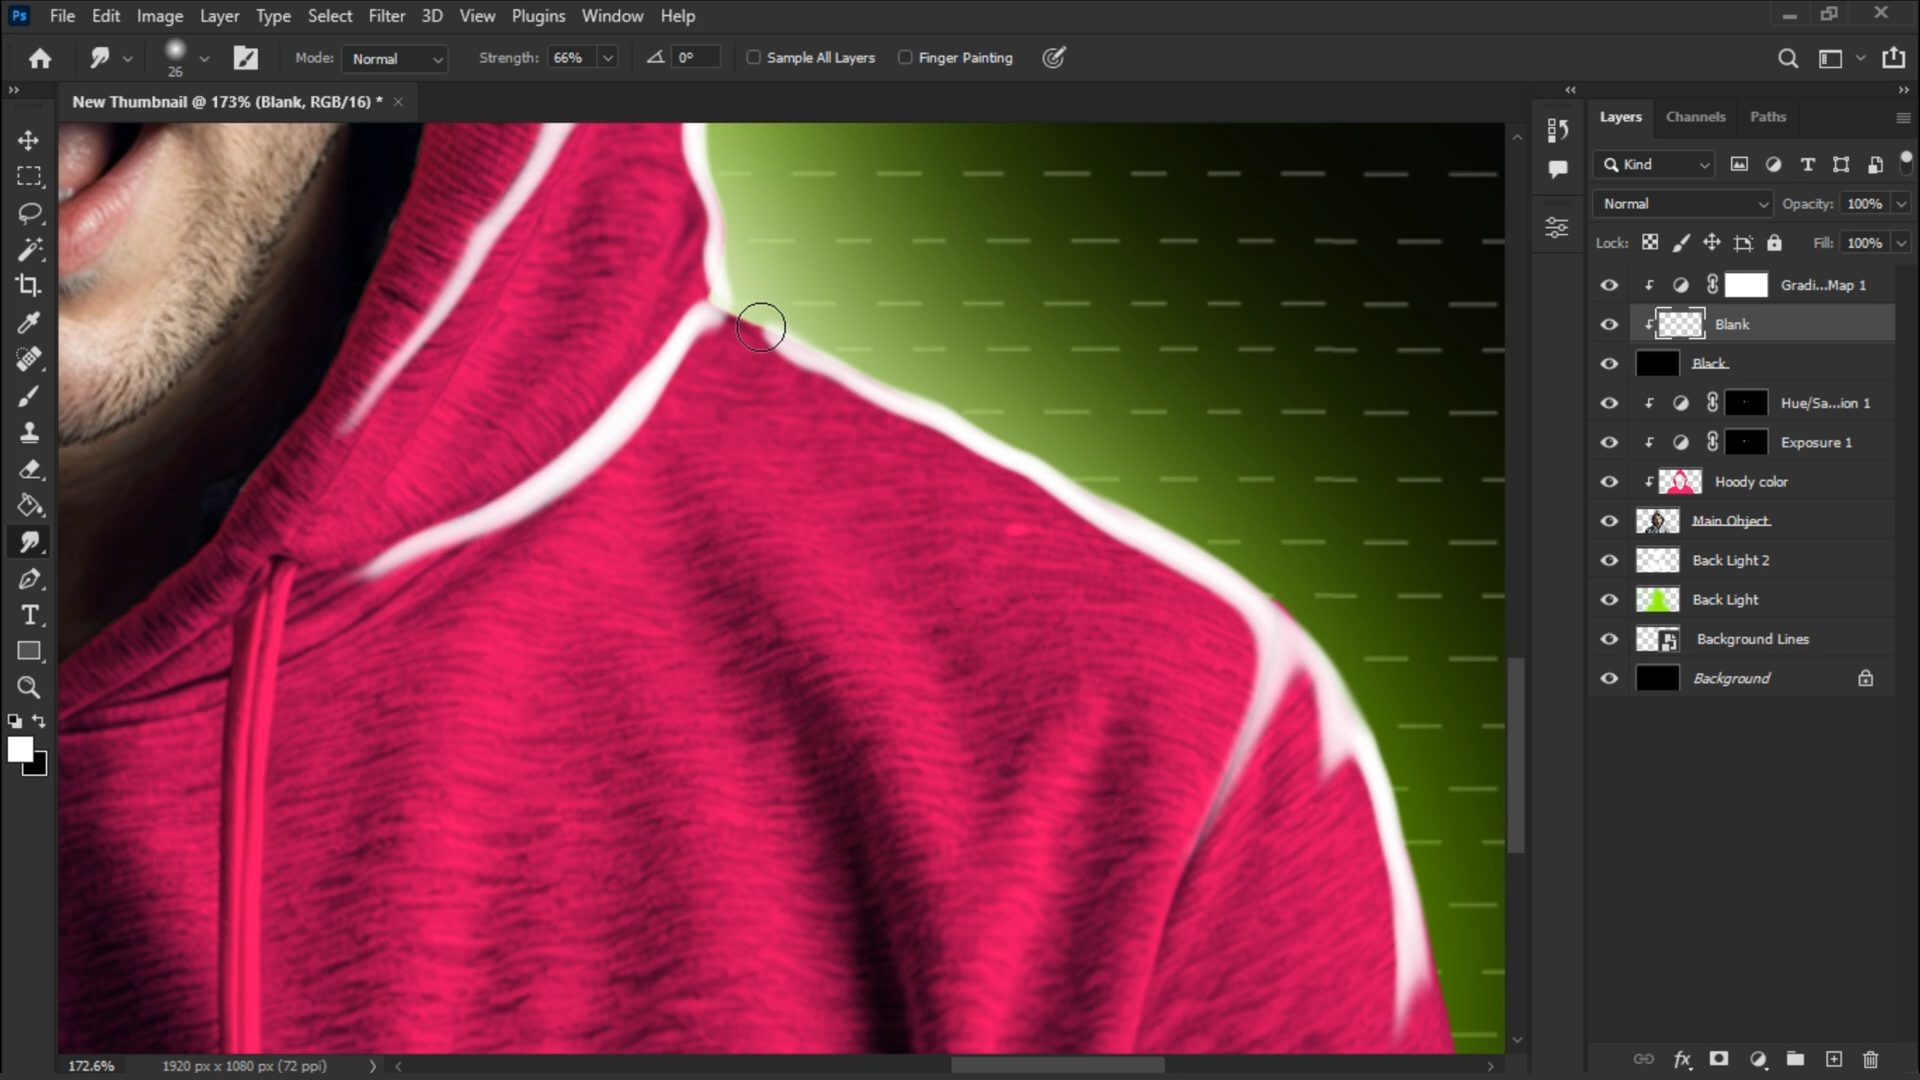 Ps File Edit Image Layer Type Select Filter 3D View Plugins Window Help
26 Mode: Normal Strength: 66% 0° Sample All Layers Finger Painting
New Thumbnail @ 173% (Blank, RGB/16) *
Layers Channels Paths
Kind
Normal Opacity: 100%
Lock: Fill: 100%
Gradi...Map 1
Blank
Black
Hue/Sa...ion 1
Exposure 1
Hoody color
Main Object
Back Light 2
Back Light
Background Lines
Background
172.6% 1920 px x 1080 px (72 ppi)